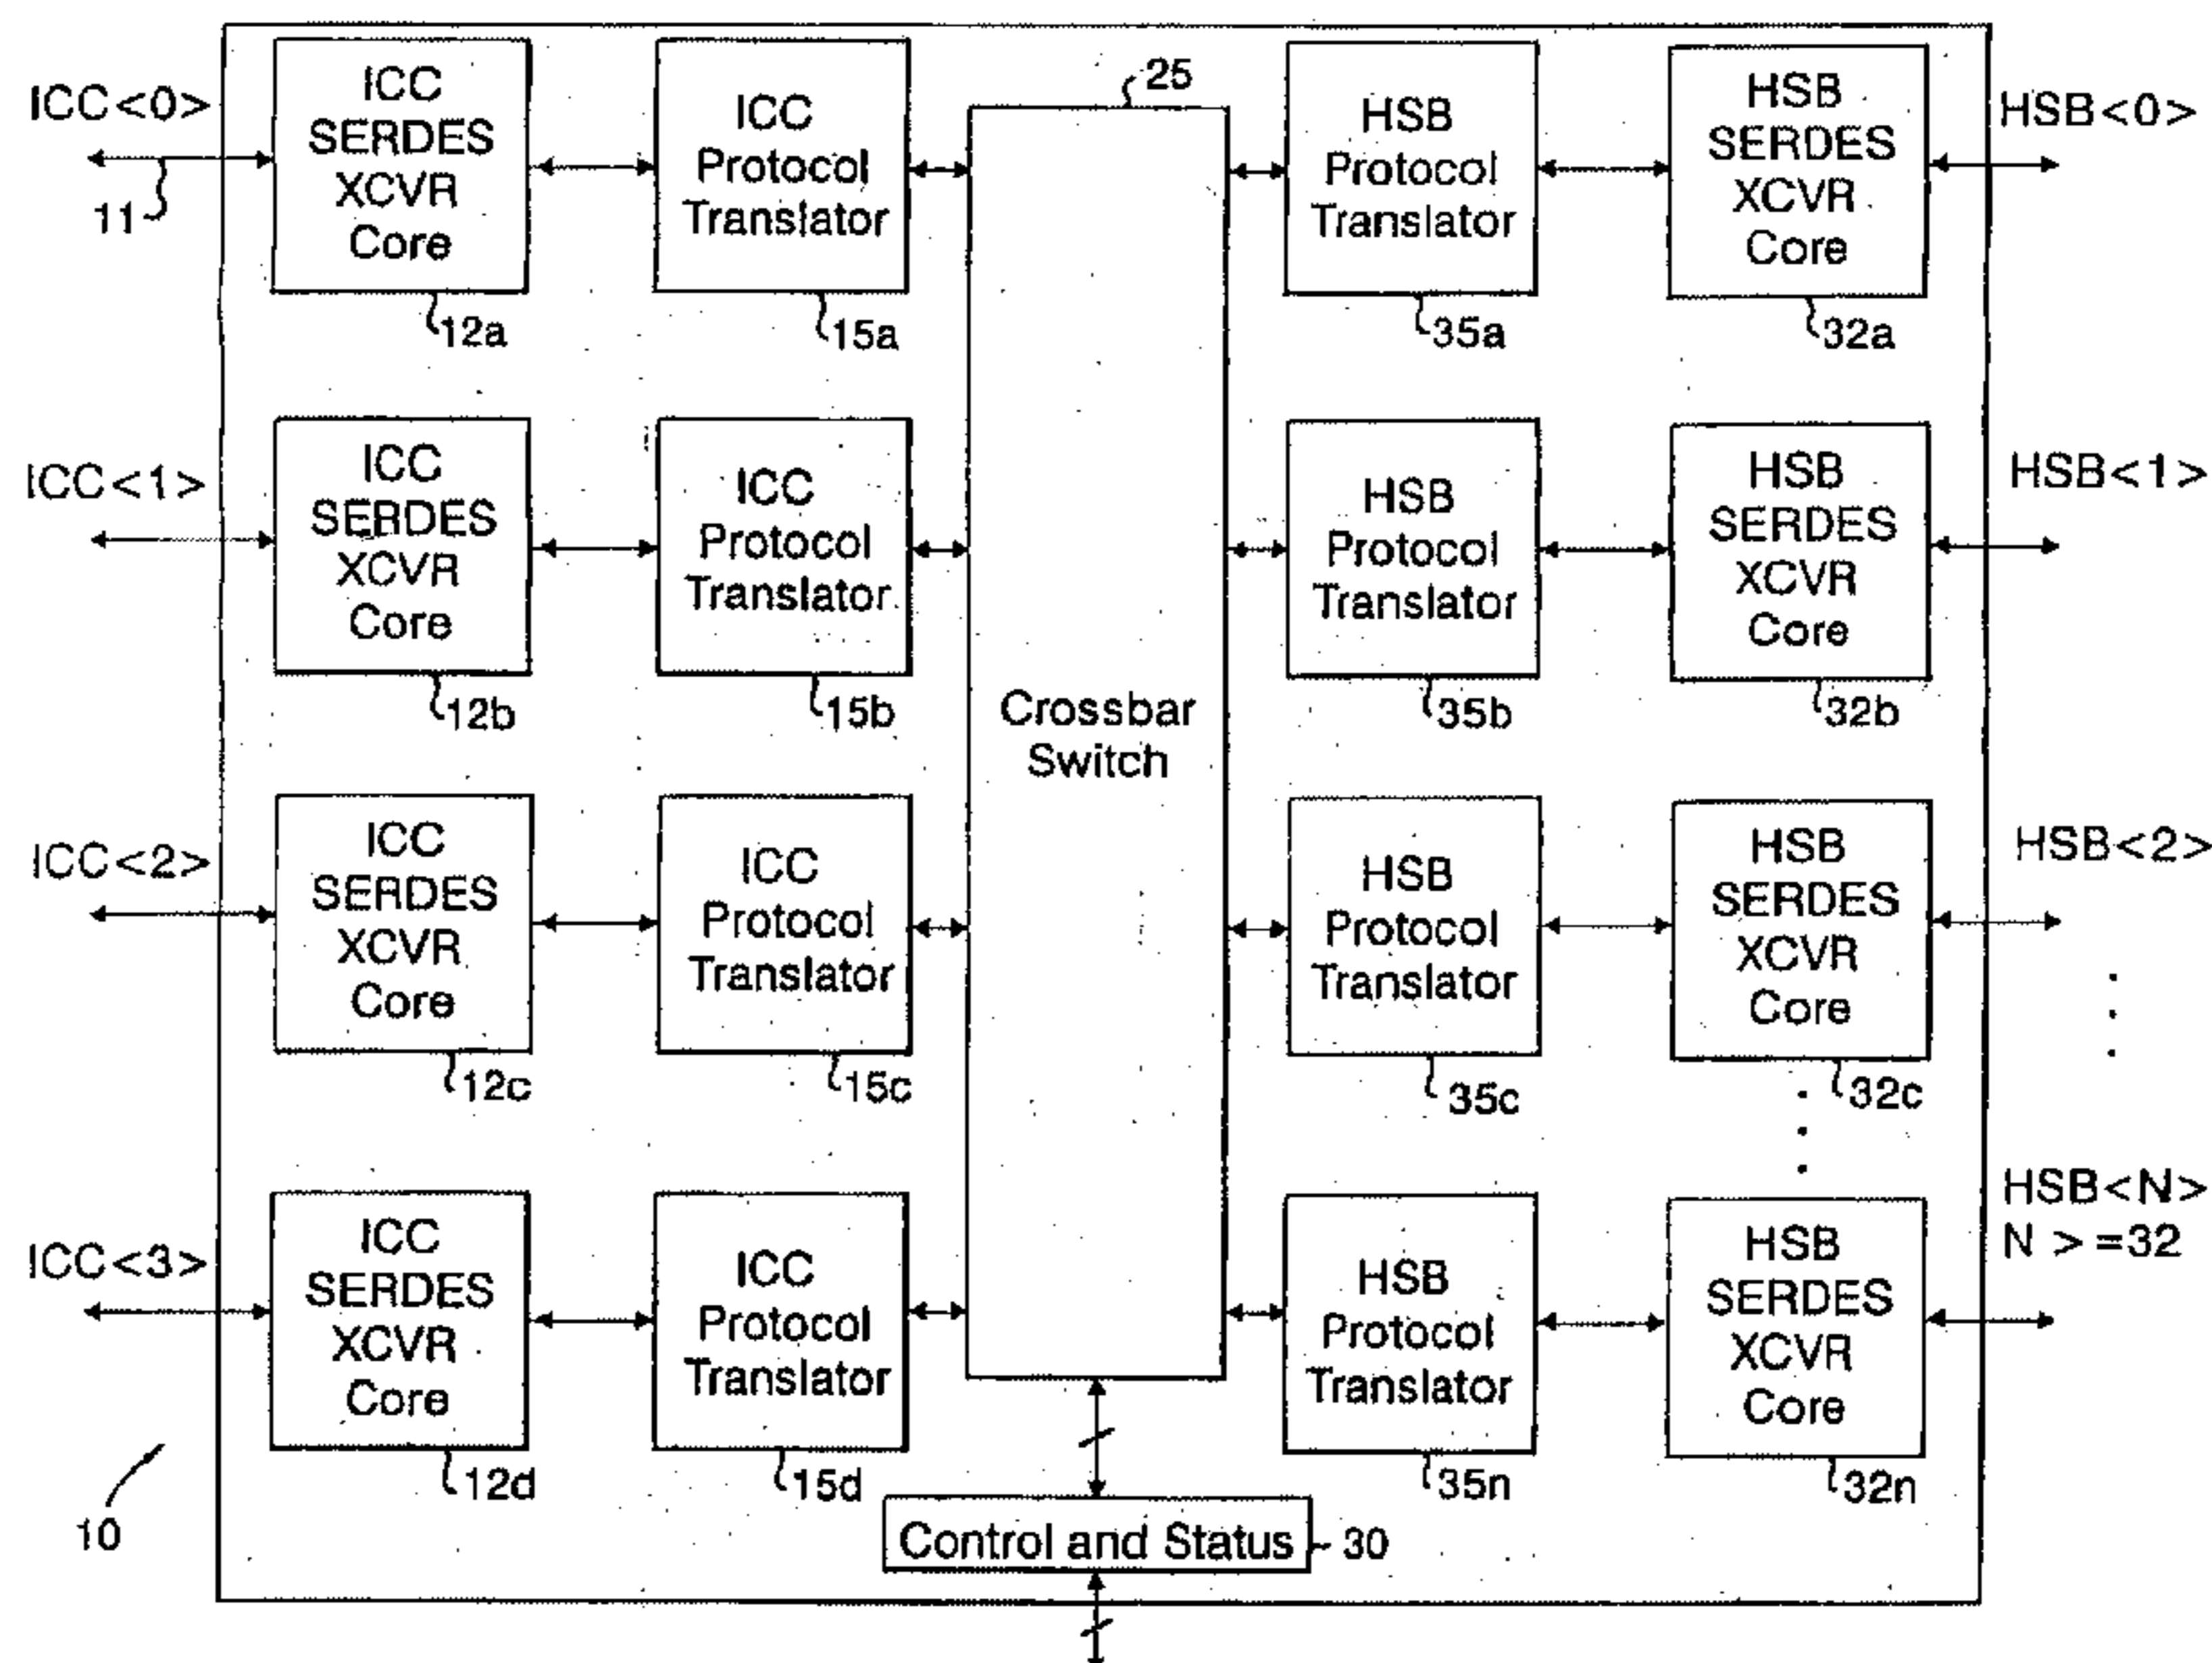 ICC<0>
11
ICC
SERDES
XCVR
Core
12a
ICC
Protocol
Translator
15a
25
HSB
Protocol
Translator
35a
HSB
SERDES
XCVR
Core
32a
HSB<0>
ICC<1>
ICC
SERDES
XCVR
Core
12b
ICC
Protocol
Translator
15b
Crossbar
Switch
HSB
Protocol
Translator
35b
HSB
SERDES
XCVR
Core
32b
HSB<1>
ICC<2>
ICC
SERDES
XCVR
Core
12c
ICC
Protocol
Translator
15c
HSB
Protocol
Translator
35c
HSB
SERDES
XCVR
Core
32c
HSB<2>
ICC<3>
ICC
SERDES
XCVR
Core
12d
ICC
Protocol
Translator
15d
HSB
Protocol
Translator
35n
HSB
SERDES
XCVR
Core
32n
HSB<N>
N >=32
10
Control and Status
30